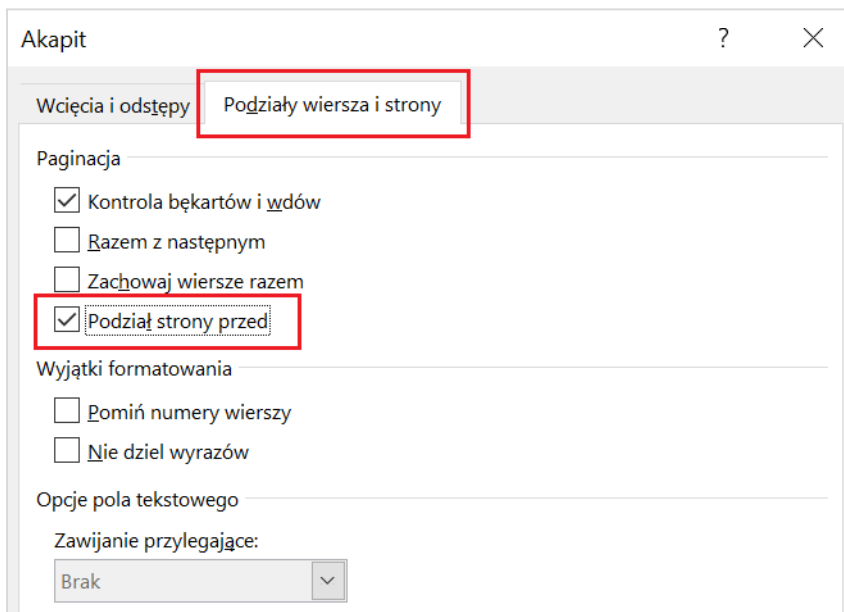 Akapit ?
Wcięcia i odstępy Podziały wiersza i strony
Paginacja
Kontrola bękartów i wdów
Razem z następnym
Zachowaj wiersze razem
Podział strony przed
Wyjątki formatowania
Pomiń numery wierszy
Nie dziel wyrazów
Opcje pola tekstowego
Zawijanie przylegające:
Brak